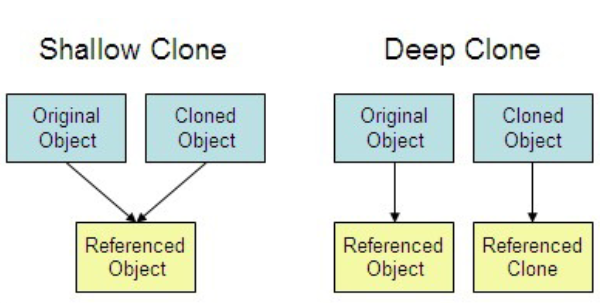 Shallow Clone
Deep Clone
Original
Object
Cloned
Object
Original
Object
Cloned
Object
Referenced
Object
Referenced
Object
Referenced
Clone